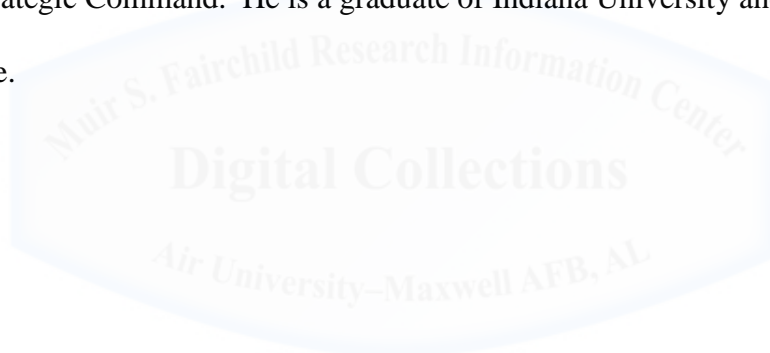 ategic Command. He is a graduate of Indiana University an
e.
Muir S. Fairchild Research Information Center
Digital Collections
Air University–Maxwell AFB, AL